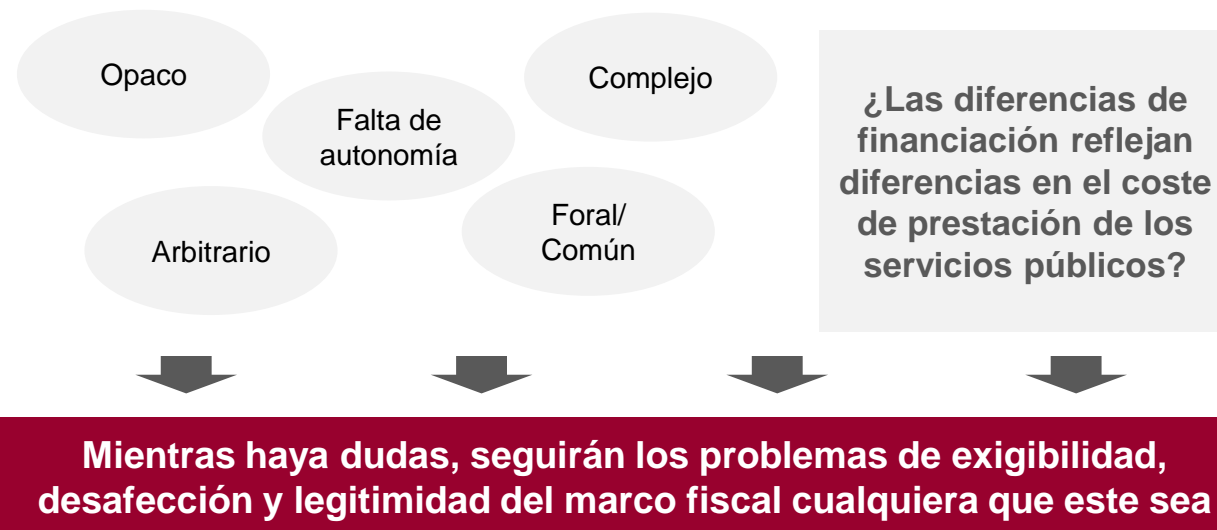 Opaco
Complejo
Falta de
autonomía
Foral/
Común
Arbitrario
¿Las diferencias de
financiación reflejan
diferencias en el coste
de prestación de los
servicios públicos?
Mientras haya dudas, seguirán los problemas de exigibilidad,
desafección y legitimidad del marco fiscal cualquiera que este sea